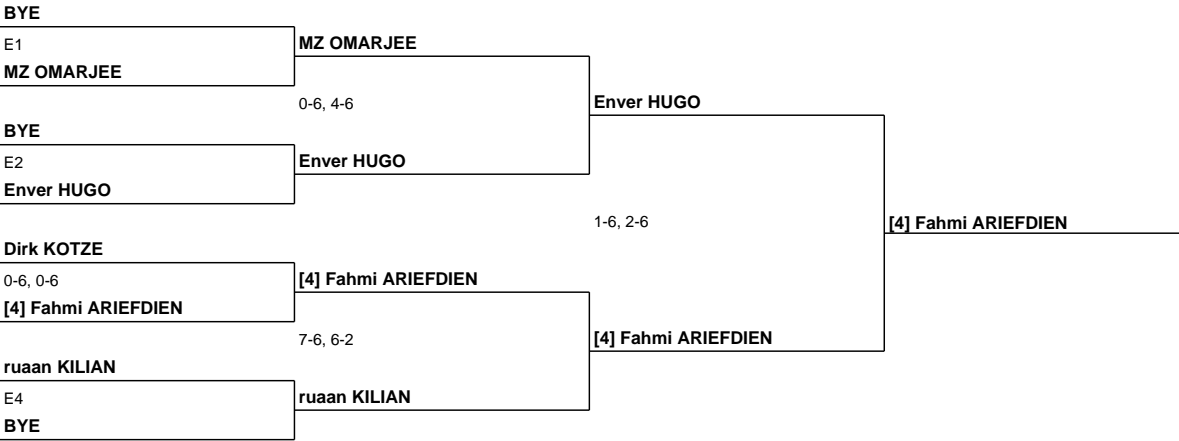 BYE
E1
MZ OMARJEE
MZ OMARJEE
0-6, 4-6
Enver HUGO
BYE
E2
Enver HUGO
Enver HUGO
1-6, 2-6
[4] Fahmi ARIEFDIEN
Dirk KOTZE
0-6, 0-6
[4] Fahmi ARIEFDIEN
[4] Fahmi ARIEFDIEN
7-6, 6-2
[4] Fahmi ARIEFDIEN
ruaan KILIAN
E4
ruaan KILIAN
BYE